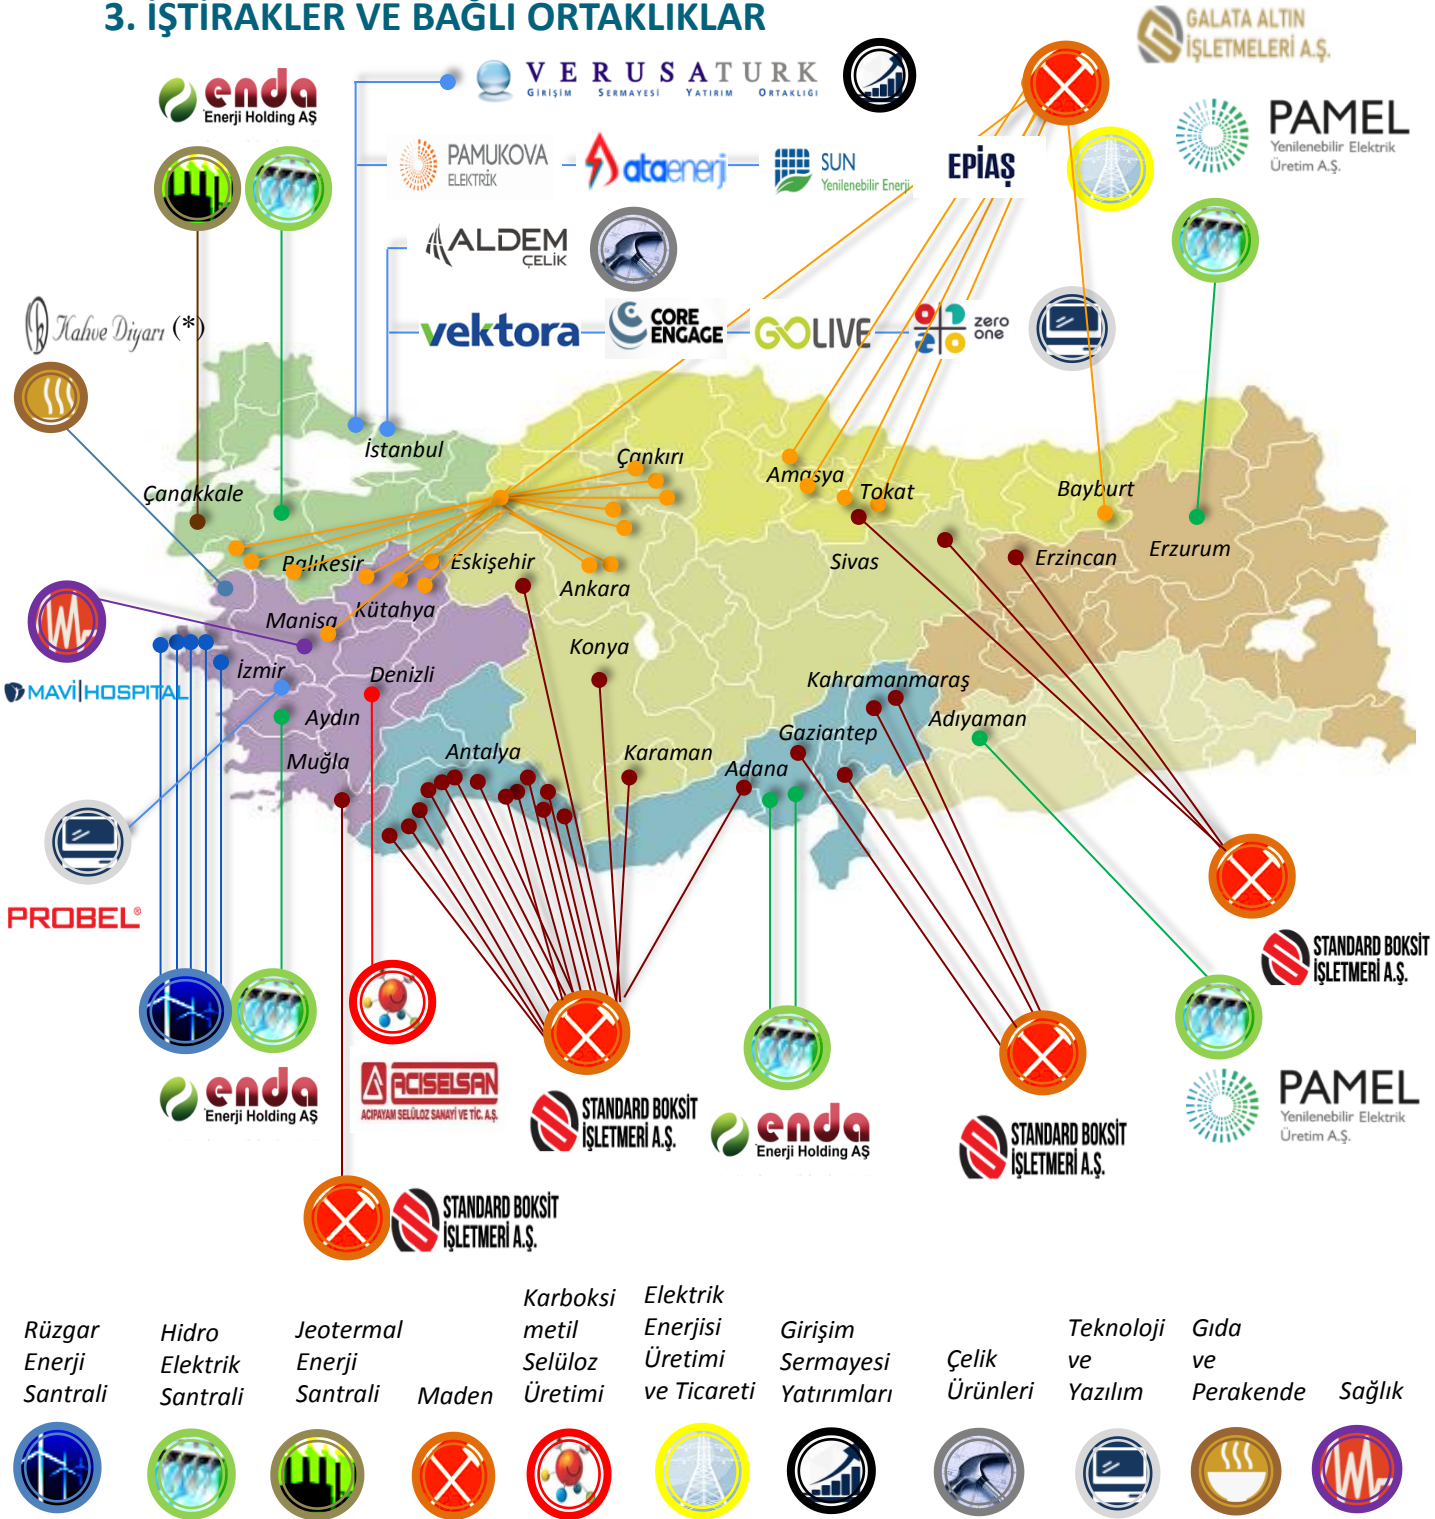 3. İŞTİRAKLER VE BAĞLI ORTAKLIKLAR
GALATA ALTIN
İŞLETMELERİ A.Ş.
enda
Enerji Holding AŞ
VERUSATURK
GİRİŞİM SERMAYESİ YATIRIM ORTAKLIĞI
PAMUKOVA
ELEKTRİK
ataenerji
SUN
Yenilenebilir Enerji
EPİAŞ
PAMEL
Yenilenebilir Elektrik
Üretim A.Ş.
ALDEM
ÇELİK
Kahve Diyarı (*)
vektora
CORE
ENGAGE
GOLIVE
zero
one
İstanbul
Çankırı
Amasya
Tokat
Bayburt
Çanakkale
Balıkesir
Eskişehir
Ankara
Sivas
Erzincan
Erzurum
Kütahya
Manisa
Konya
İzmir
Denizli
Kahramanmaraş
MAVİ|HOSPITAL
Aydın
Adıyaman
Gaziantep
Muğla
Antalya
Karaman
Adana
PROBEL®
STANDARD BOKSİT
İŞLETMERİ A.Ş.
enda
Enerji Holding AŞ
ACISELSAN
ACIPAYAM SELÜLOZ SANAYİ VE TİC. A.Ş.
STANDARD BOKSİT
İŞLETMERİ A.Ş.
enda
Enerji Holding AŞ
STANDARD BOKSİT
İŞLETMERİ A.Ş.
PAMEL
Yenilenebilir Elektrik
Üretim A.Ş.
STANDARD BOKSİT
İŞLETMERİ A.Ş.
Rüzgar
Enerji
Santrali
Hidro
Elektrik
Santrali
Jeotermal
Enerji
Santrali
Maden
Karboksi
metil
Selüloz
Üretimi
Elektrik
Enerjisi
Üretimi
ve Ticareti
Girişim
Sermayesi
Yatırımları
Çelik
Ürünleri
Teknoloji
ve
Yazılım
Gıda
ve
Perakende
Sağlık